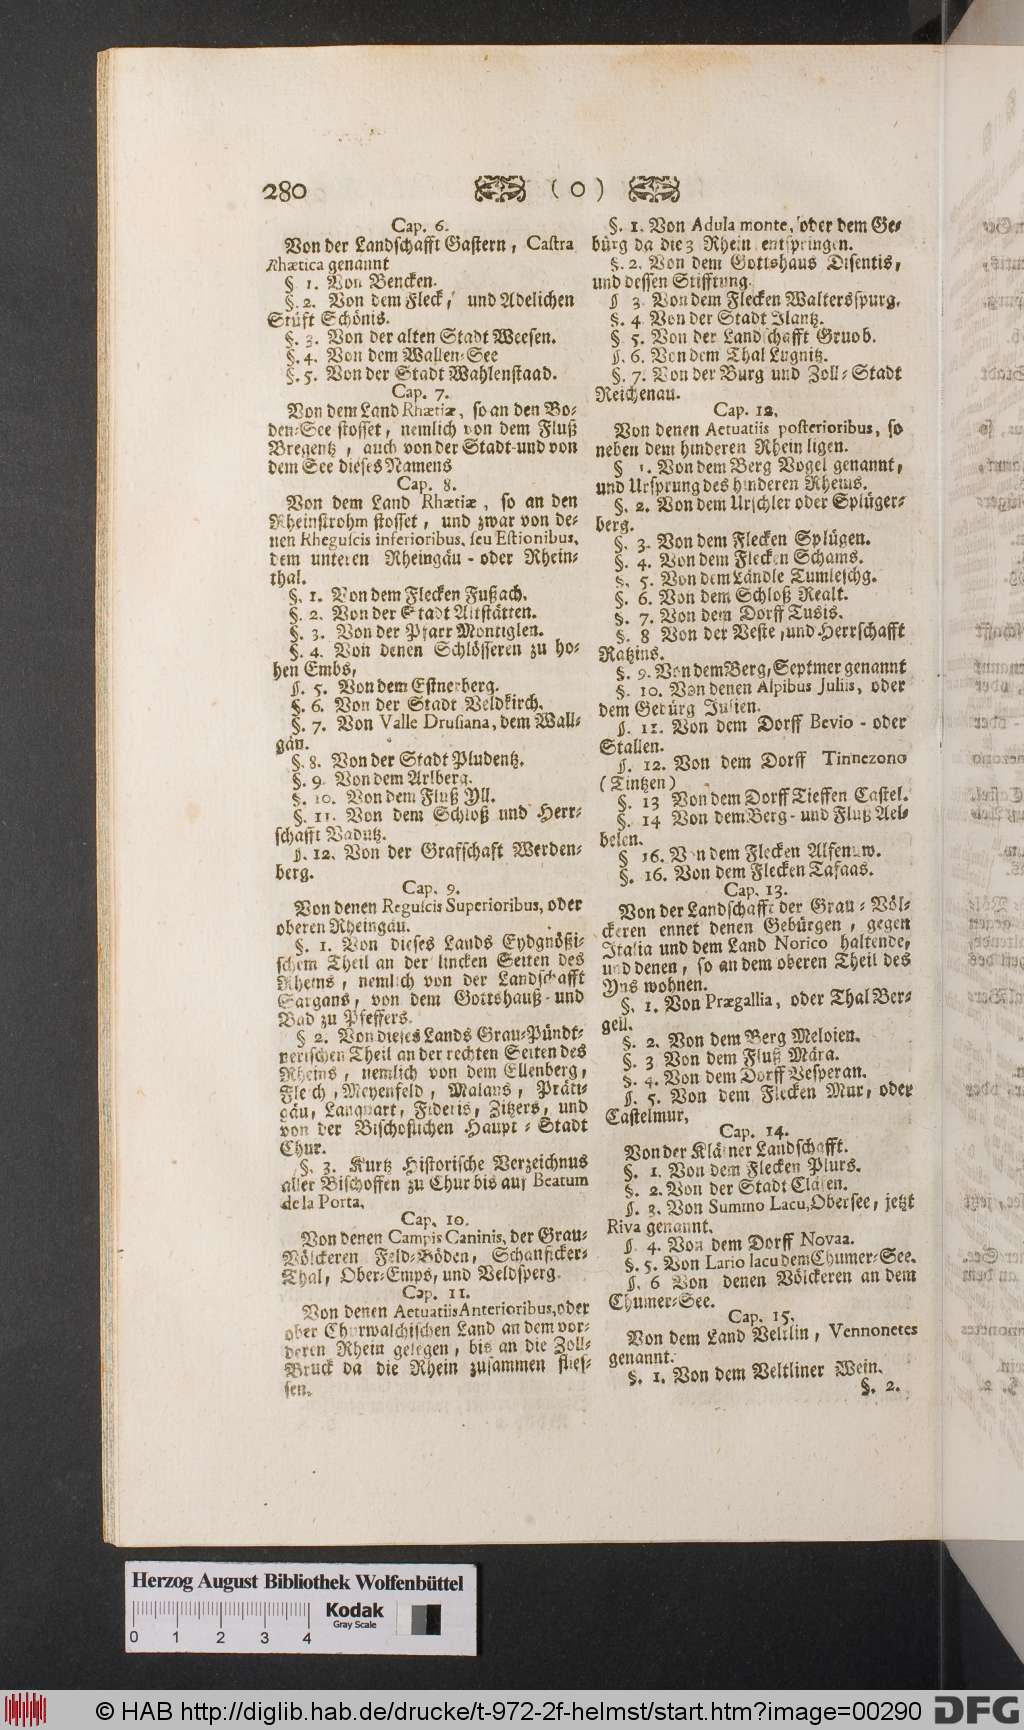 280 ( 0 )
Cap. 6.
Von der Landschafft Gastern, Castra
Rhætica genannt
§ 1. Von Bencken.
§. 2. Von dem Fleck, und Adelichen
Stüfft Schönis.
§. 3. Von der alten Stadt Weesen.
§. 4. Von dem Wallen-See
§. 5. Von der Stadt Wahlenstaad.
Cap. 7.
Von dem Land Rhætiæ, so an den Bo-
den-See stosset, nemlich von dem Fluß
Bregentz, auch von der Stadt-und von
dem See dieses Namens
Cap. 8.
Von dem Land Rhætiæ, so an den
Rheinstrohm stosset, und zwar von de-
nen Rheguscis inferioribus, seu Estionibus,
dem unteren Rheingäu - oder Rhein-
thal.
§. 1. Von dem Flecken Fußach.
§. 2. Von der Stadt Altstätten.
§. 3. Von der Pfarr Montiglen.
§. 4. Von denen Schlösseren zu ho-
hen Embs,
§. 5. Von dem Estnerberg.
§. 6. Von der Stadt Veldkirch.
§. 7. Von Valle Drusiana, dem Wall-
gäu.
§. 8. Von der Stadt Pludentz.
§. 9. Von dem Arlberg.
§. 10. Von dem Fluß Yll.
§. 11. Von dem Schloß und Herr-
schafft Vadutz.
§. 12. Von der Grafschaft Werden-
berg.
Cap. 9.
Von denen Reguscis Superioribus, oder
oberen Rheingäu.
§. 1. Von dieses Lands Eydgnößi-
schem Theil an der lincken Seiten des
Rheins, nemlich von der Landschafft
Sargans, von dem Gottshauß-und
Bad zu Pfeffers.
§ 2. Von dieses Lands Grau-Pündt-
nerischen Theil an der rechten Seiten des
Rheins, nemlich von dem Ellenberg,
Flesch, Meyenfeld, Malans, Präti-
gäu, Lanquart, Fideris, Zitzers, und
von der Bischoflichen Haupt-Stadt
Chur.
§. 3. Kurtz Historische Verzeichnus
aller Bischoffen zu Chur bis auf Beatum
de la Porta.
Cap. 10.
Von denen Campis Caninis, der Grau-
Völckeren Feld-Böden, Schanficker-
Thal, Ober-Emps, und Veldsperg.
Cap. 11.
Von denen Aetuatiis Anterioribus, oder
ober Churwalchischen Land an dem vor-
deren Rhein gelegen, bis an die Zoll-
Bruck da die Rhein zusammen flies-
sen.
§. 1. Von Adula monte, oder dem Ge-
bürg da die 3 Rhein entspringen.
§. 2. Von dem Gottshaus Disentis,
und dessen Stifftung.
§ 3. Von dem Flecken Waltersspurg.
§. 4 Von der Stadt Jlantz.
§ 5. Von der Landschafft Gruob.
§. 6. Von dem Thal Lugnitz.
§. 7. Von der Burg und Zoll-Stadt
Reichenau.
Cap. 12.
Von denen Aetuatiis posterioribus, so
neben dem hinderen Rhein ligen.
§ 1. Von dem Berg Vogel genannt,
und Ursprung des hinderen Rheins.
§. 2. Von dem Urschler oder Splüger-
berg.
§. 3. Von dem Flecken Splügen.
§. 4. Von dem Flecken Schams.
§. 5. Von dem Ländle Tumleschg.
§. 6. Von dem Schloß Realt.
§. 7. Von dem Dorff Tusis.
§. 8 Von der Veste, und Herrschafft
Ratzins.
§. 9. Von dem Berg, Septmer genannt
§. 10. Von denen Alpibus Juliis, oder
dem Gebürg Julien.
§. 11. Von dem Dorff Bevio - oder
Stallen.
§. 12. Von dem Dorff Tinnezono
(Tintzen)
§. 13 Von dem Dorff Tieffen Castel.
§. 14 Von dem Berg-und Fluß Ael-
belen.
§ 16. Von dem Flecken Alfenuw.
§. 16. Von dem Flecken Tafaas.
Cap. 13.
Von der Landschafft der Grau-Völ-
ckeren ennet denen Gebürgen, gegen
Italia und dem Land Norico haltende,
und denen, so an dem oberen Theil des
Yns wohnen.
§. 1. Von Prægallia, oder Thal Ber-
gell.
§. 2. Von dem Berg Meloien.
§. 3 Von dem Fluß Mära.
§. 4. Von dem Dorff Vesperan.
§. 5. Von dem Flecken Mur, oder
Castelmur.
Cap. 14.
Von der Kläfner Landschafft.
§. 1. Von dem Flecken Plurs.
§. 2. Von der Stadt Cläfen.
§. 3. Von Summo Lacu, Obersee, jetzt
Riva genannt.
§. 4. Von dem Dorff Novaa.
§. 5. Von Lario lacu dem Chumer-See.
§. 6 Von denen Völckeren an dem
Chumer-See.
Cap. 15.
Von dem Land Veltlin, Vennonetes
genannt.
§. 1. Von dem Veltliner Wein.
§. 2.
Herzog August Bibliothek Wolfenbüttel
Kodak
Gray Scale
0 1 2 3 4
© HAB http://diglib.hab.de/drucke/t-972-2f-helmst/start.htm?image=00290
DFG